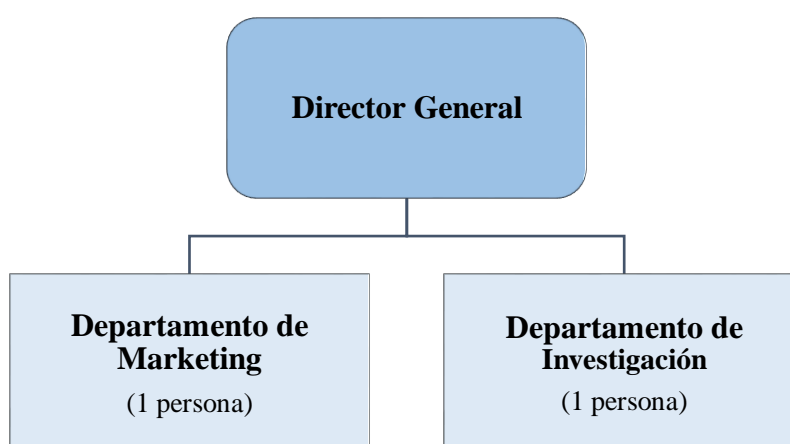 Director General
Departamento de
Marketing
(1 persona)
Departamento de
Investigación
(1 persona)